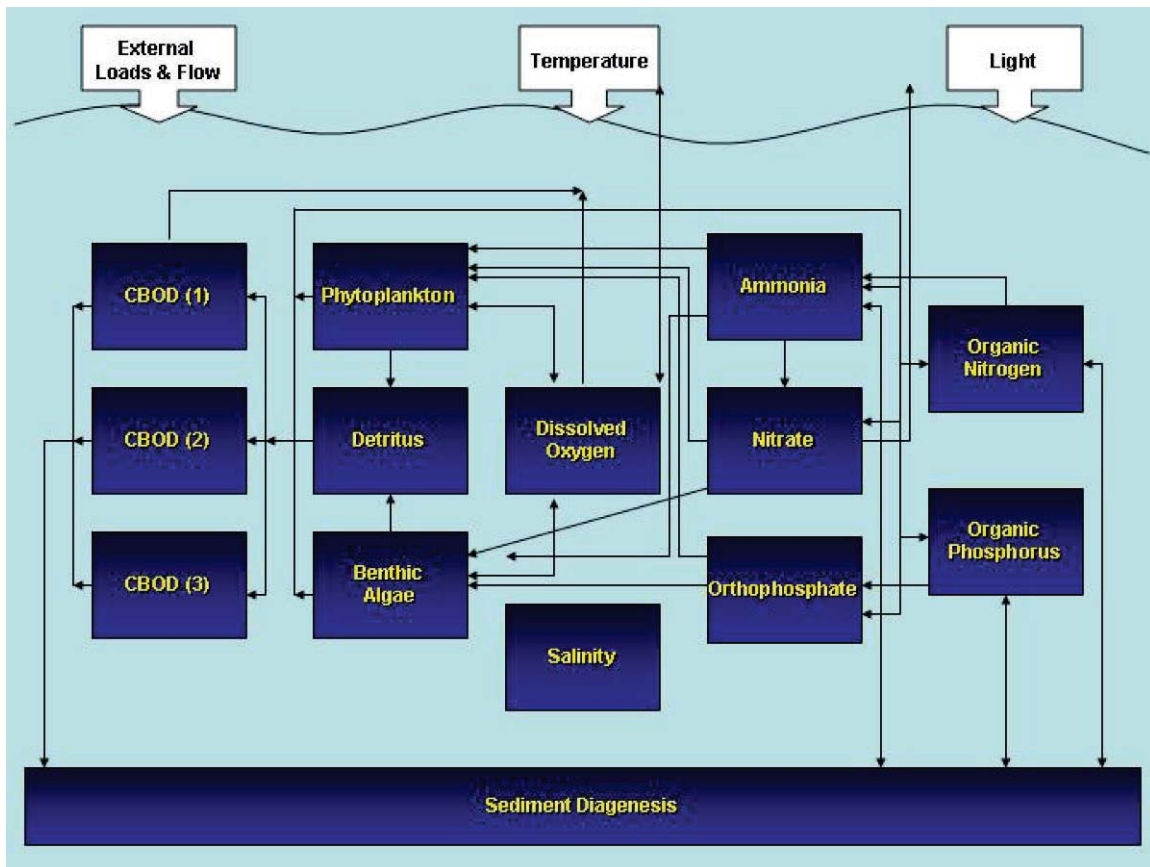 External
Loads & Flow
Temperature
Light
CBOD (1)
Phytoplankton
Ammonia
Organic
Nitrogen
CBOD (2)
Detritus
Dissolved
Oxygen
Nitrate
Organic
Phosphorus
CBOD (3)
Benthic
Algae
Orthophosphate
Salinity
Sediment Diagenesis